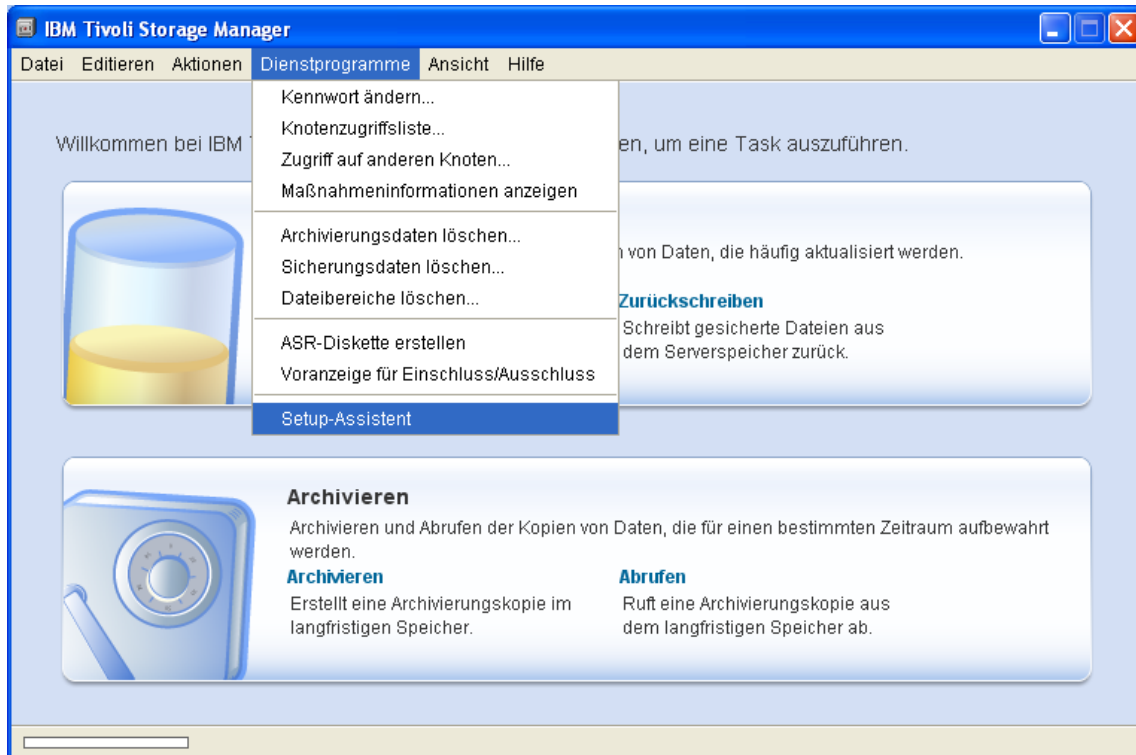 IBM Tivoli Storage Manager
Datei Editieren Aktionen Dienstprogramme Ansicht Hilfe
Kennwort ändern...
Knotenzugriffsliste...
Zugriff auf anderen Knoten...
Maßnahmeninformationen anzeigen
Archivierungsdaten löschen...
Sicherungsdaten löschen...
Dateibereiche löschen...
ASR-Diskette erstellen
Voranzeige für Einschluss/Ausschluss
Setup-Assistent
Willkommen bei IBM en, um eine Task auszuführen.
von Daten, die häufig aktualisiert werden.
Zurückschreiben
Schreibt gesicherte Dateien aus
dem Serverspeicher zurück.
Archivieren
Archivieren und Abrufen der Kopien von Daten, die für einen bestimmten Zeitraum aufbewahrt
werden.
Archivieren
Erstellt eine Archivierungskopie im
langfristigen Speicher.
Abrufen
Ruft eine Archivierungskopie aus
dem langfristigen Speicher ab.